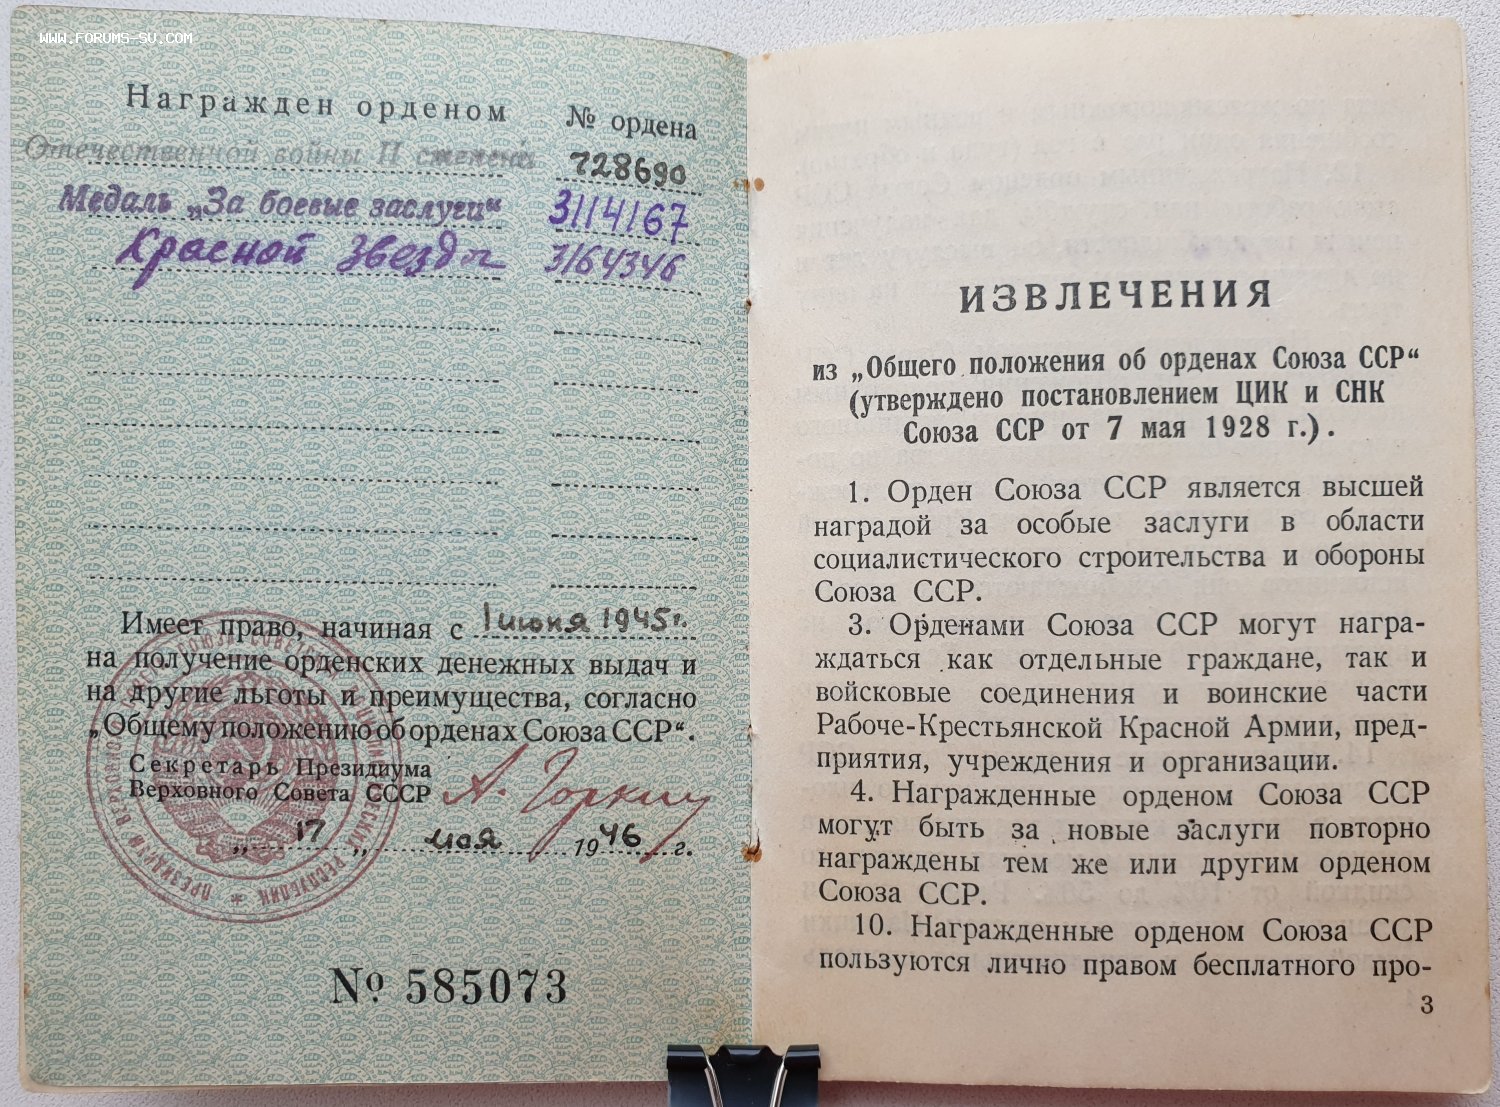 WWW.FORUMS-SU.COM
Награжден орденом № ордена
Отечественной войны II степени 728690
Медаль „За боевые заслуги“ 3114167
Красной Звезды 3164346
Имеет право, начиная с 1 июня 1945 г.
на получение орденских денежных выдач и
на другие льготы и преимущества, согласно
„Общему положению об орденах Союза ССР“.
Секретарь Президиума
Верховного Совета СССР А. Горкин
„ 17 „ мая 1946 г.
№ 585073
ИЗВЛЕЧЕНИЯ
из „Общего положения об орденах Союза ССР“
(утверждено постановлением ЦИК и СНК
Союза ССР от 7 мая 1928 г.).
1. Орден Союза ССР является высшей
наградой за особые заслуги в области
социалистического строительства и обороны
Союза ССР.
3. Орденами Союза ССР могут награ-
ждаться как отдельные граждане, так и
войсковые соединения и воинские части
Рабоче-Крестьянской Красной Армии, пред-
приятия, учреждения и организации.
4. Награжденные орденом Союза ССР
могут быть за новые заслуги повторно
награждены тем же или другим орденом
Союза ССР.
10. Награжденные орденом Союза ССР
пользуются лично правом бесплатного про-
3